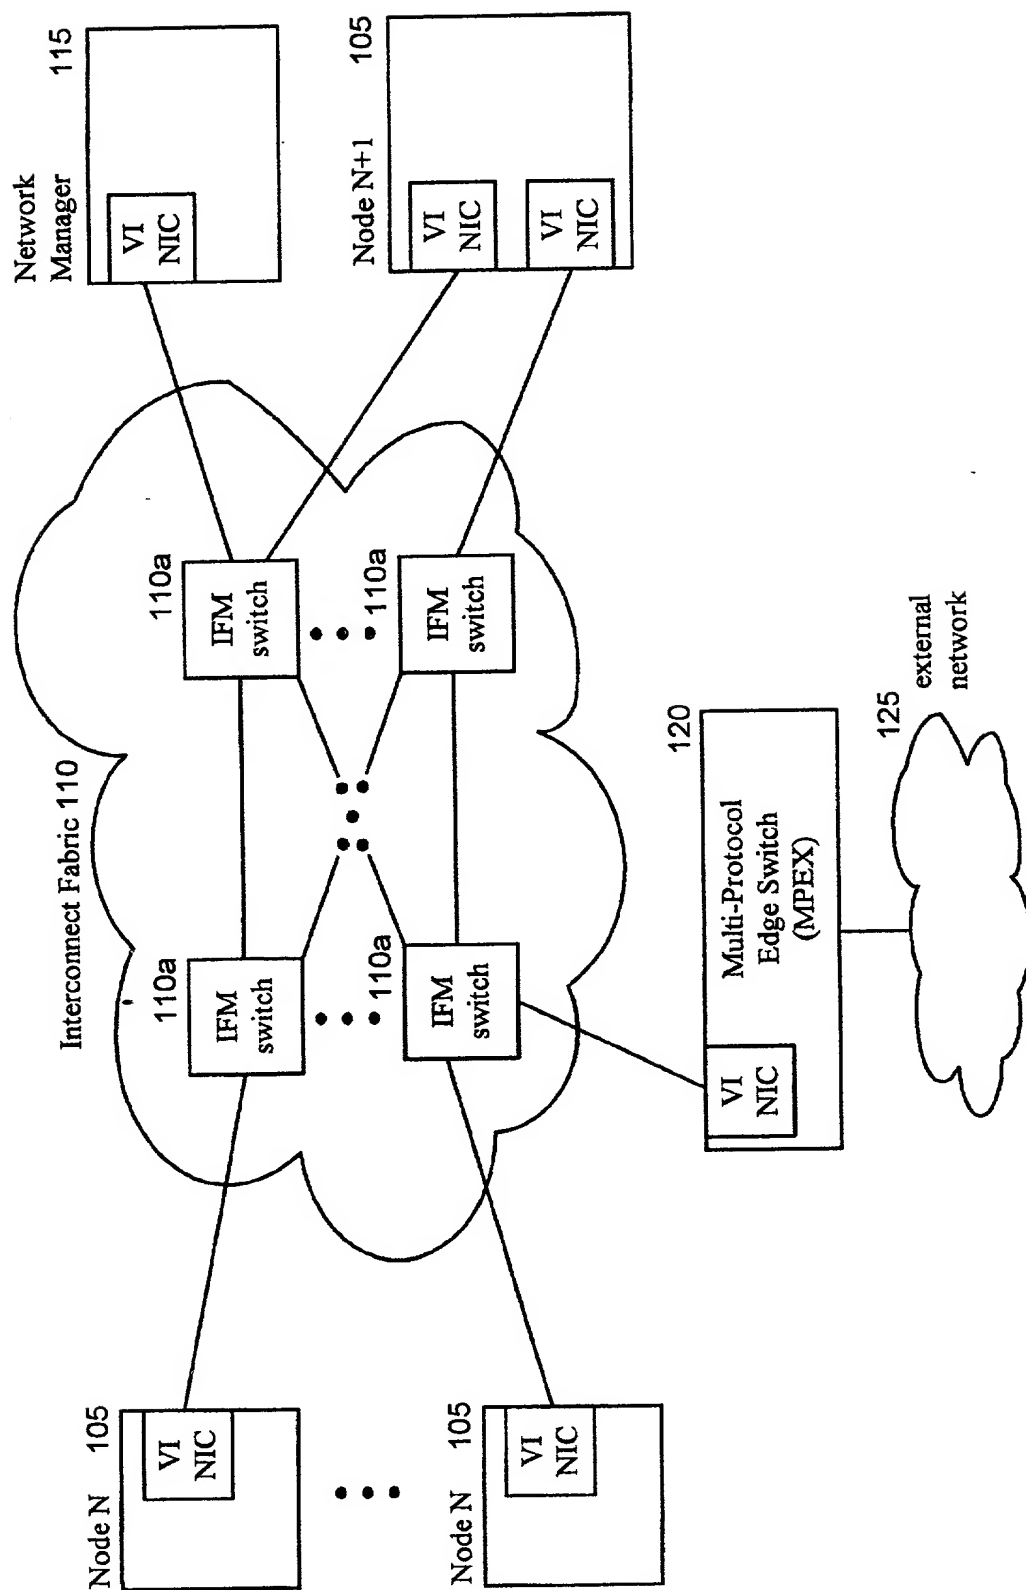 Network
Manager
115
VI
NIC
Node N+1
105
VI
NIC
VI
NIC
Interconnect Fabric 110
110a
IFM
switch
110a
IFM
switch
110a
IFM
switch
110a
IFM
switch
Node N
105
VI
NIC
Node N
105
VI
NIC
120
Multi-Protocol
Edge Switch
(MPEX)
VI
NIC
125
external
network